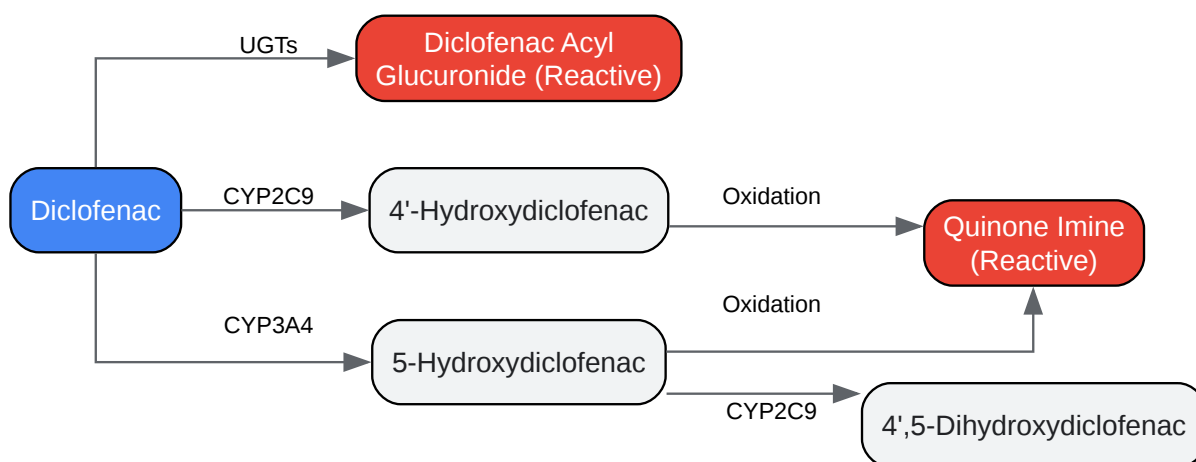 UGTs
Diclofenac Acyl
Glucuronide (Reactive)
Diclofenac
CYP2C9
4'-Hydroxydiclofenac
Oxidation
Quinone Imine
(Reactive)
CYP3A4
5-Hydroxydiclofenac
Oxidation
CYP2C9
4',5-Dihydroxydiclofenac